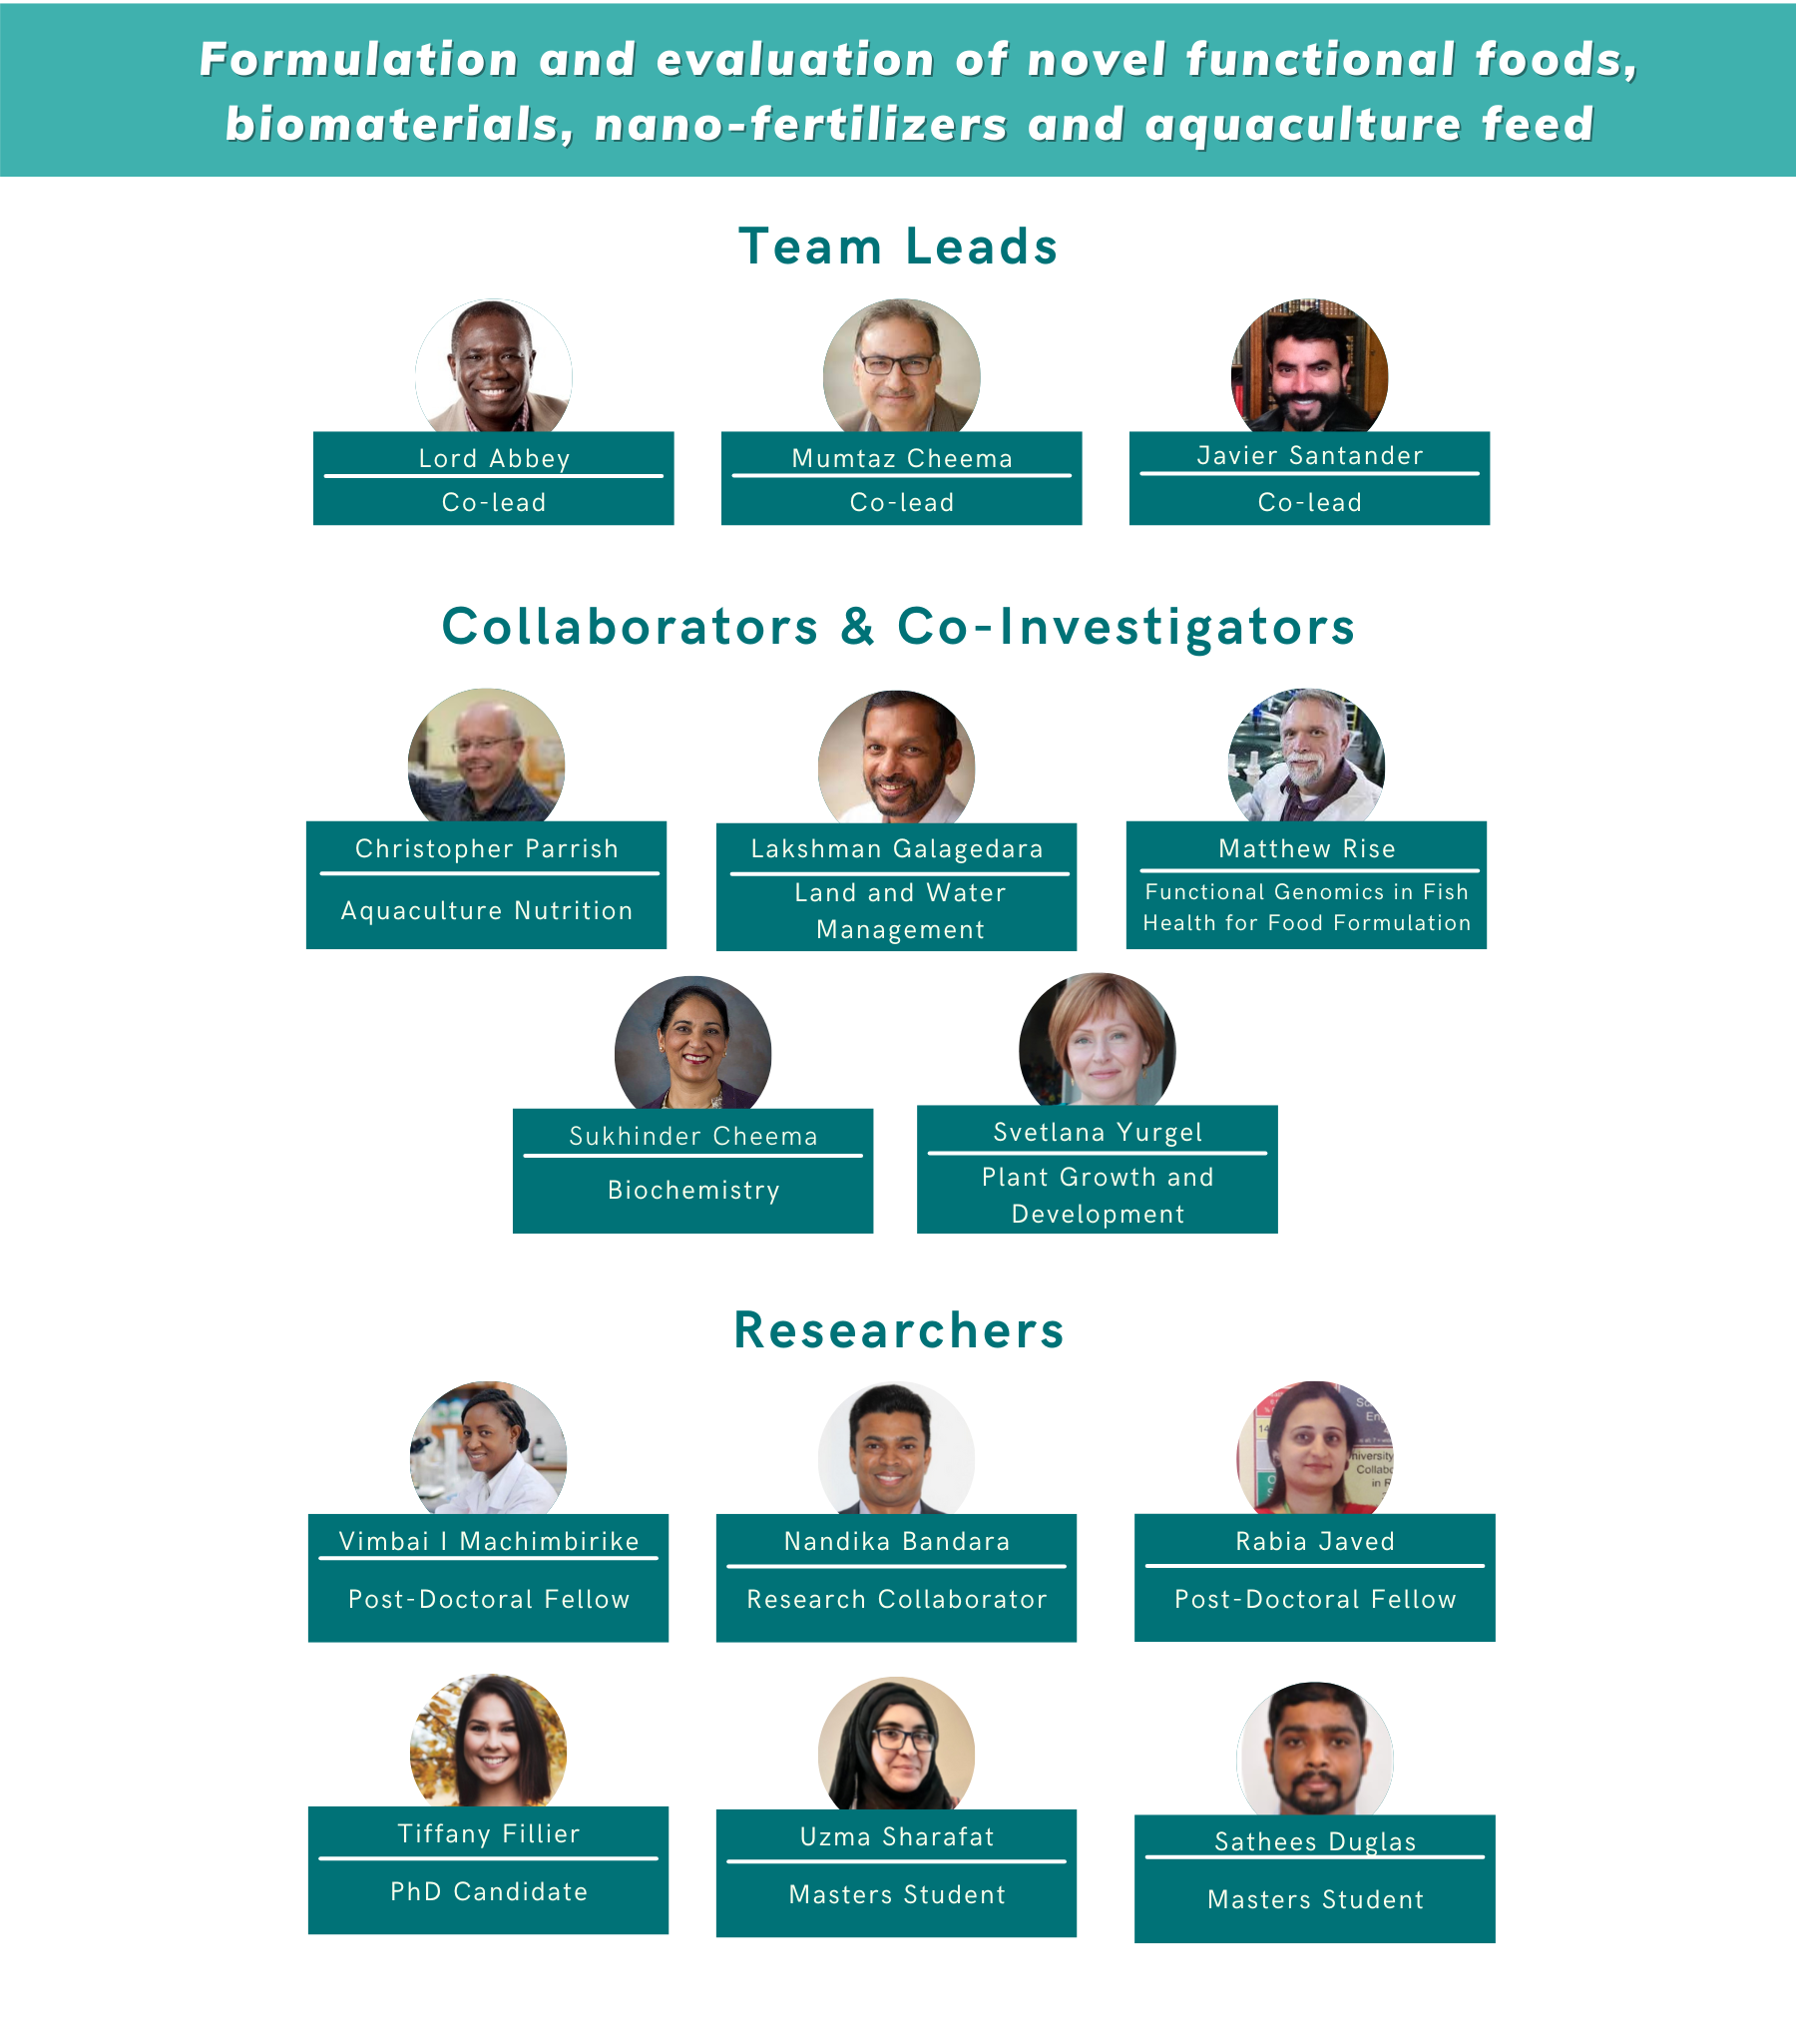 Formulation and evaluation of novel functional foods,
biomaterials, nano-fertilizers and aquaculture feed
Team Leads
Lord Abbey
Co-lead
Mumtaz Cheema
Co-lead
Javier Santander
Co-lead
Collaborators & Co-Investigators
Christopher Parrish
Aquaculture Nutrition
Lakshman Galagedara
Land and Water
Management
Matthew Rise
Functional Genomics in Fish
Health for Food Formulation
Sukhinder Cheema
Biochemistry
Svetlana Yurgel
Plant Growth and
Development
Researchers
Vimbai I Machimbirike
Post-Doctoral Fellow
Nandika Bandara
Research Collaborator
Rabia Javed
Post-Doctoral Fellow
Tiffany Fillier
PhD Candidate
Uzma Sharafat
Masters Student
Sathees Duglas
Masters Student